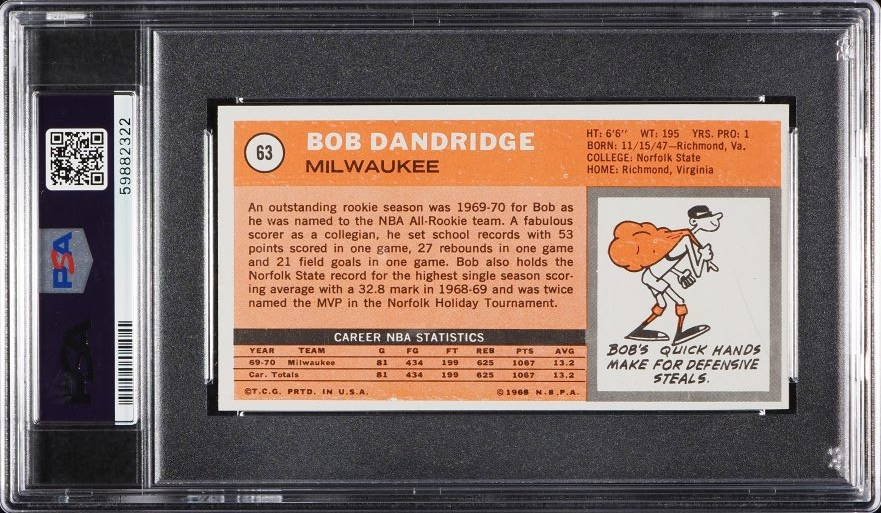 59882322
PSA
PSA
63
BOB DANDRIDGE
MILWAUKEE
HT: 6'6" WT: 195 YRS. PRO: 1
BORN: 11/15/47—Richmond, Va.
COLLEGE: Norfolk State
HOME: Richmond, Virginia
An outstanding rookie season was 1969-70 for Bob as
he was named to the NBA All-Rookie team. A fabulous
scorer as a collegian, he set school records with 53
points scored in one game, 27 rebounds in one game
and 21 field goals in one game. Bob also holds the
Norfolk State record for the highest single season scor-
ing average with a 32.8 mark in 1968-69 and was twice
named the MVP in the Norfolk Holiday Tournament.
CAREER NBA STATISTICS
YEAR TEAM G FG FT REB PTS AVG
69-70 Milwaukee 81 434 199 625 1067 13.2
Car. Totals 81 434 199 625 1067 13.2
©T.C.G. PRTD. IN U.S.A. ©1968 N.B.P.A.
BOB'S QUICK HANDS
MAKE FOR DEFENSIVE
STEALS.